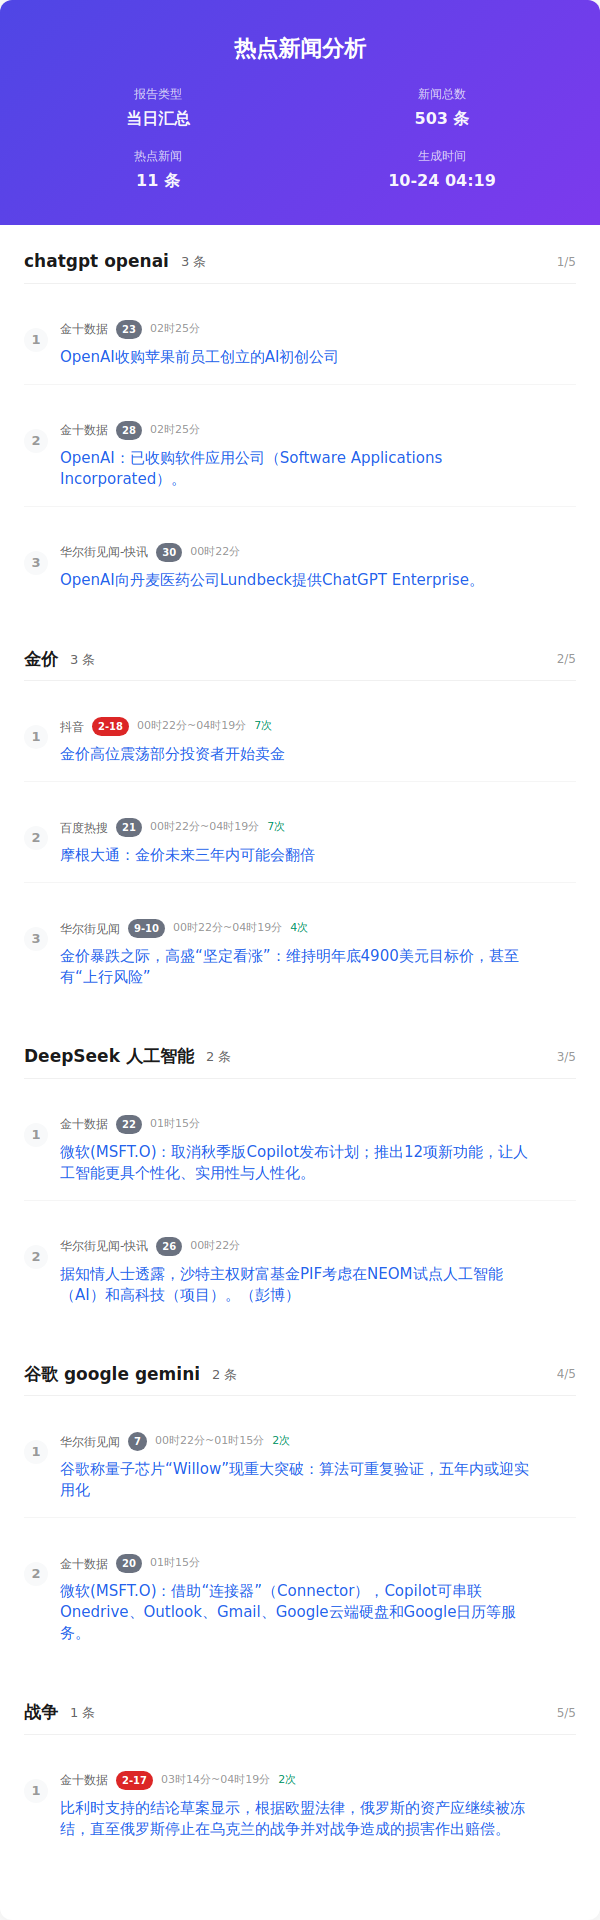 热点新闻分析
报告类型
新闻总数
当日汇总
503 条
热点新闻
生成时间
11 条
10-24 04:19
chatgpt openai 3 条 1/5
1
金十数据 23 02时25分
OpenAI收购苹果前员工创立的AI初创公司
2
金十数据 28 02时25分
OpenAI：已收购软件应用公司（Software Applications
Incorporated）。
3
华尔街见闻-快讯 30 00时22分
OpenAI向丹麦医药公司Lundbeck提供ChatGPT Enterprise。
金价 3 条 2/5
1
抖音 2-18 00时22分~04时19分 7次
金价高位震荡部分投资者开始卖金
2
百度热搜 21 00时22分~04时19分 7次
摩根大通：金价未来三年内可能会翻倍
3
华尔街见闻 9-10 00时22分~04时19分 4次
金价暴跌之际，高盛“坚定看涨”：维持明年底4900美元目标价，甚至
有“上行风险”
DeepSeek 人工智能 2 条 3/5
1
金十数据 22 01时15分
微软(MSFT.O)：取消秋季版Copilot发布计划；推出12项新功能，让人
工智能更具个性化、实用性与人性化。
2
华尔街见闻-快讯 26 00时22分
据知情人士透露，沙特主权财富基金PIF考虑在NEOM试点人工智能
（AI）和高科技（项目）。（彭博）
谷歌 google gemini 2 条 4/5
1
华尔街见闻 7 00时22分~01时15分 2次
谷歌称量子芯片“Willow”现重大突破：算法可重复验证，五年内或迎实
用化
2
金十数据 20 01时15分
微软(MSFT.O)：借助“连接器”（Connector），Copilot可串联
Onedrive、Outlook、Gmail、Google云端硬盘和Google日历等服
务。
战争 1 条 5/5
1
金十数据 2-17 03时14分~04时19分 2次
比利时支持的结论草案显示，根据欧盟法律，俄罗斯的资产应继续被冻
结，直至俄罗斯停止在乌克兰的战争并对战争造成的损害作出赔偿。